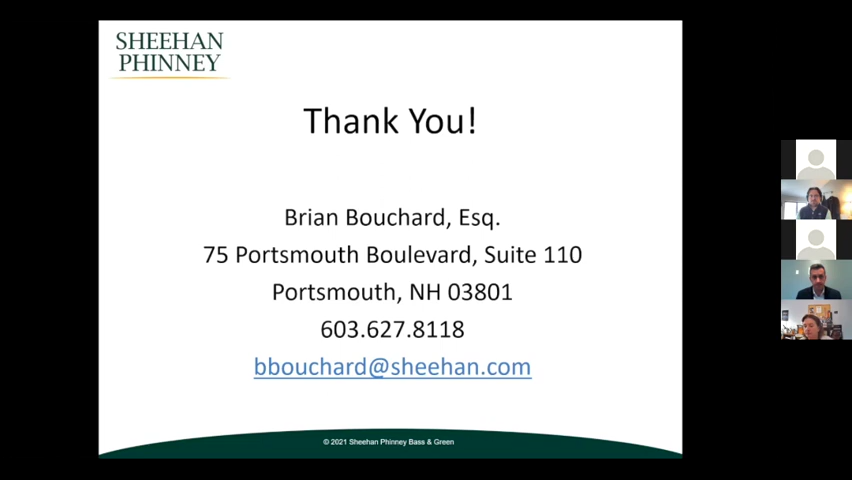 SHEEHAN
PHINNEY
Thank You!
Brian Bouchard, Esq.
75 Portsmouth Boulevard, Suite 110
Portsmouth, NH 03801
603.627.8118
bbouchard@sheehan.com
© 2021 Sheehan Phinney Bass & Green